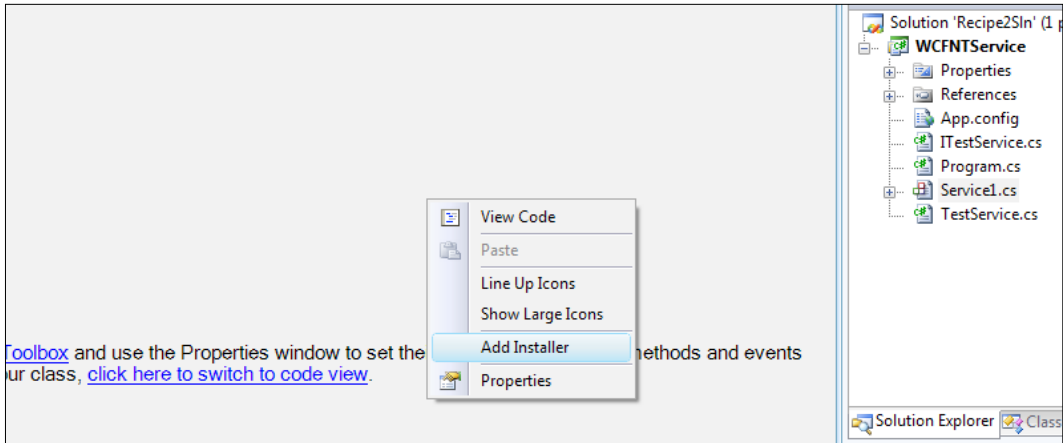 View Code
Paste
Line Up Icons
Show Large Icons
Add Installer
Properties
Toolbox and use the Properties window to set the methods and events
our class, click here to switch to code view.
Solution 'Recipe2Sln' (1 p
WCFNTService
Properties
References
App.config
ITestService.cs
Program.cs
Service1.cs
TestService.cs
Solution Explorer
Class